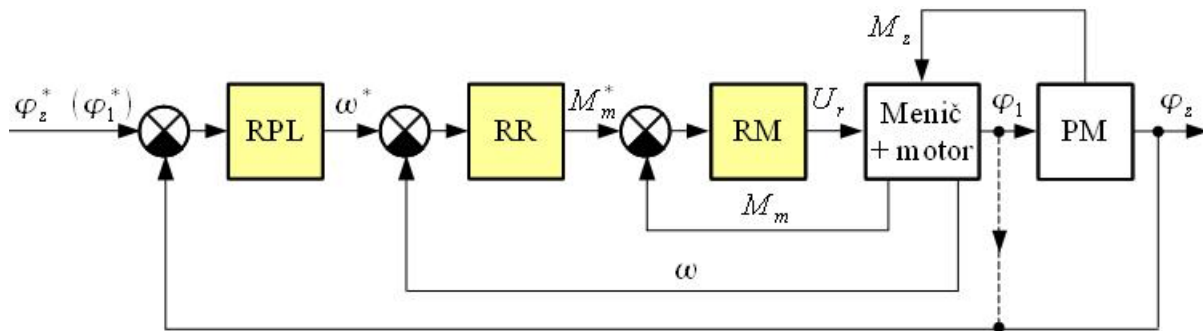 M_z
φ_z^* (φ_1^*)
RPL
ω^*
RR
M_m^*
RM
U_r
Menič
+ motor
φ_1
PM
φ_z
M_m
ω